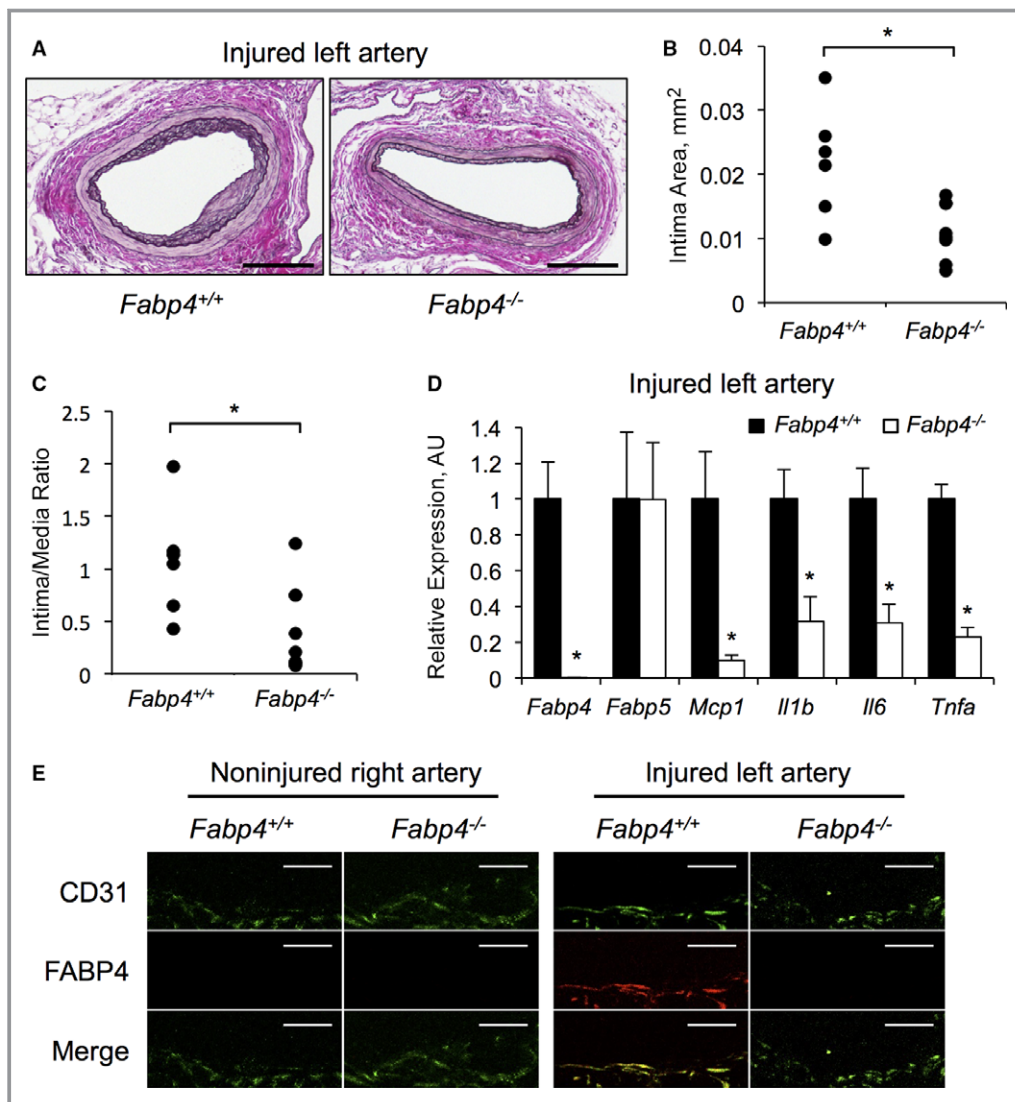 A
Injured left artery
Fabp4+/+
Fabp4-/-
B
*
0.04
0.03
0.02
0.01
0
Intima Area, mm2
Fabp4+/+
Fabp4-/-
C
*
2.5
2
1.5
1
0.5
0
Intima/Media Ratio
Fabp4+/+
Fabp4-/-
D
Injured left artery
Fabp4+/+
Fabp4-/-
1.4
1.2
1
0.8
0.6
0.4
0.2
0
Relative Expression, AU
*
*
*
*
*
Fabp4
Fabp5
Mcp1
Il1b
Il6
Tnfa
E
Noninjured right artery
Injured left artery
Fabp4+/+
Fabp4-/-
Fabp4+/+
Fabp4-/-
CD31
FABP4
Merge